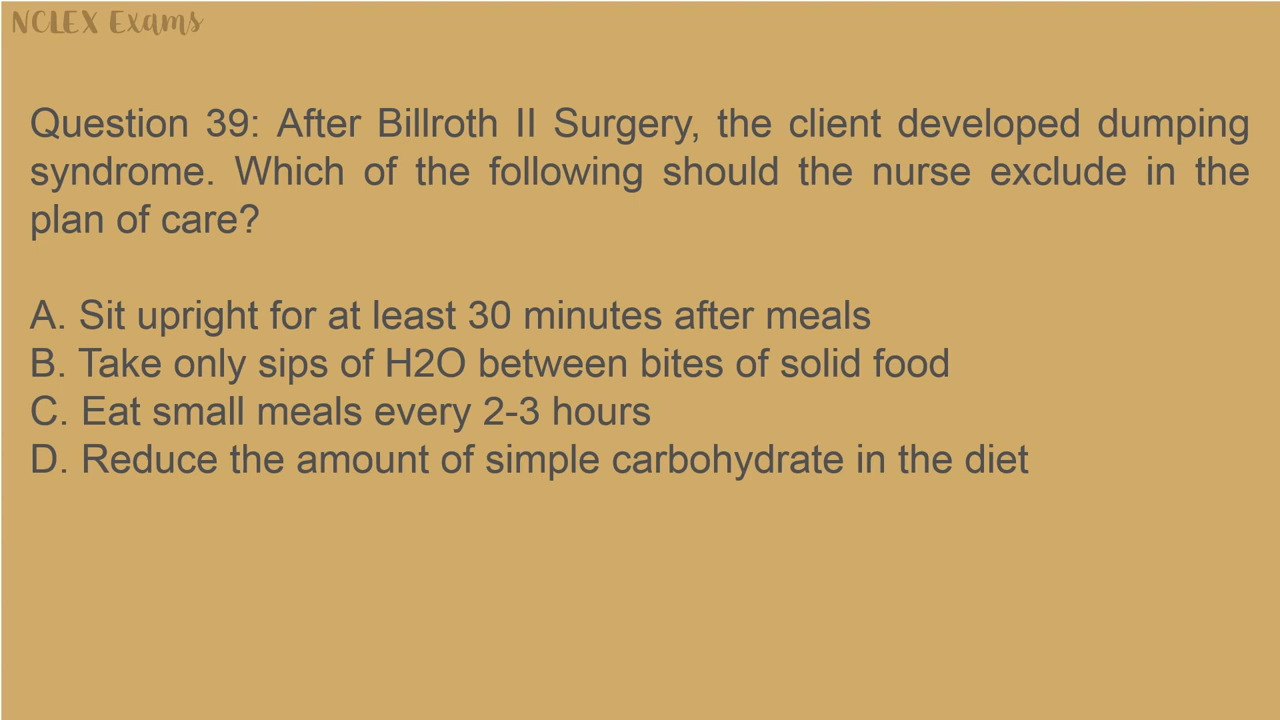 NCLEX Exams
Question 39: After Billroth II Surgery, the client developed dumping
syndrome. Which of the following should the nurse exclude in the
plan of care?
A. Sit upright for at least 30 minutes after meals
B. Take only sips of H2O between bites of solid food
C. Eat small meals every 2-3 hours
D. Reduce the amount of simple carbohydrate in the diet